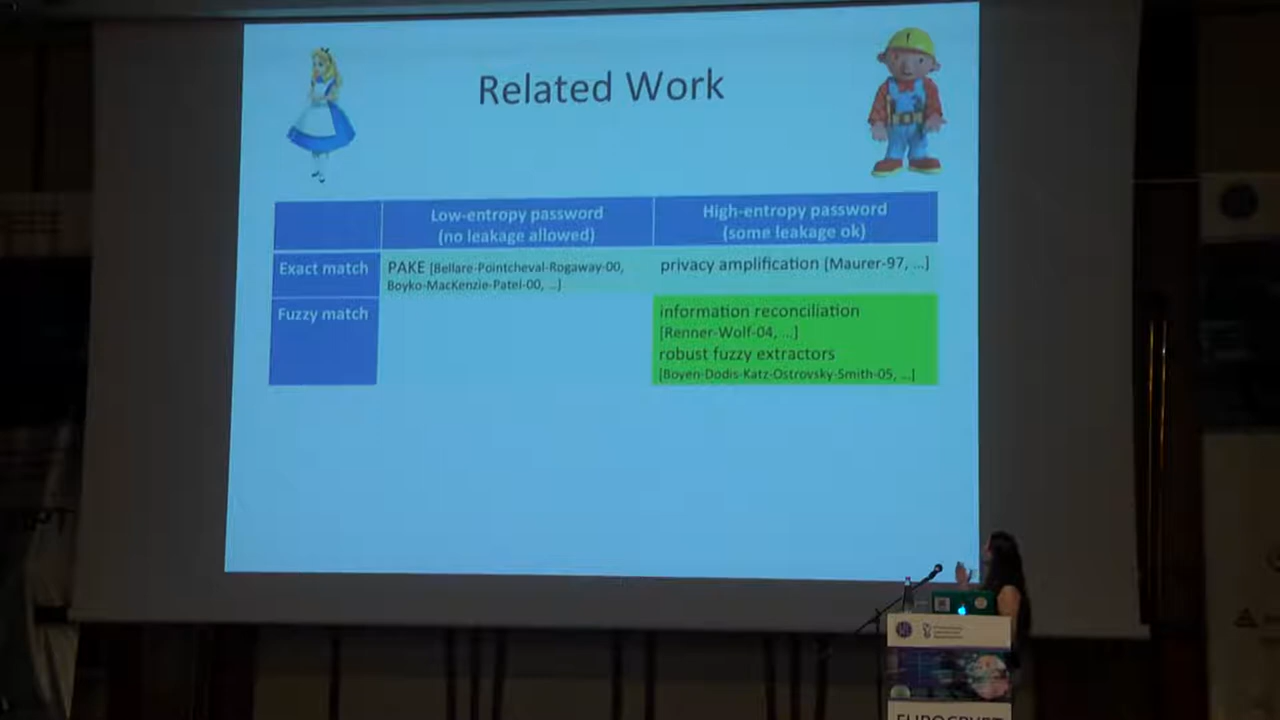 Related Work
Low-entropy password
(no leakage allowed)
High-entropy password
(some leakage ok)
Exact match
PAKE [Bellare-Pointcheval-Rogaway-00,
Boyko-MacKenzie-Patel-00, ...]
privacy amplification [Maurer-97, ...]
Fuzzy match
information reconciliation
[Renner-Wolf-04, ...]
robust fuzzy extractors
[Boyen-Dodis-Katz-Ostrovsky-Smith-05, ...]
EUROCRYPT